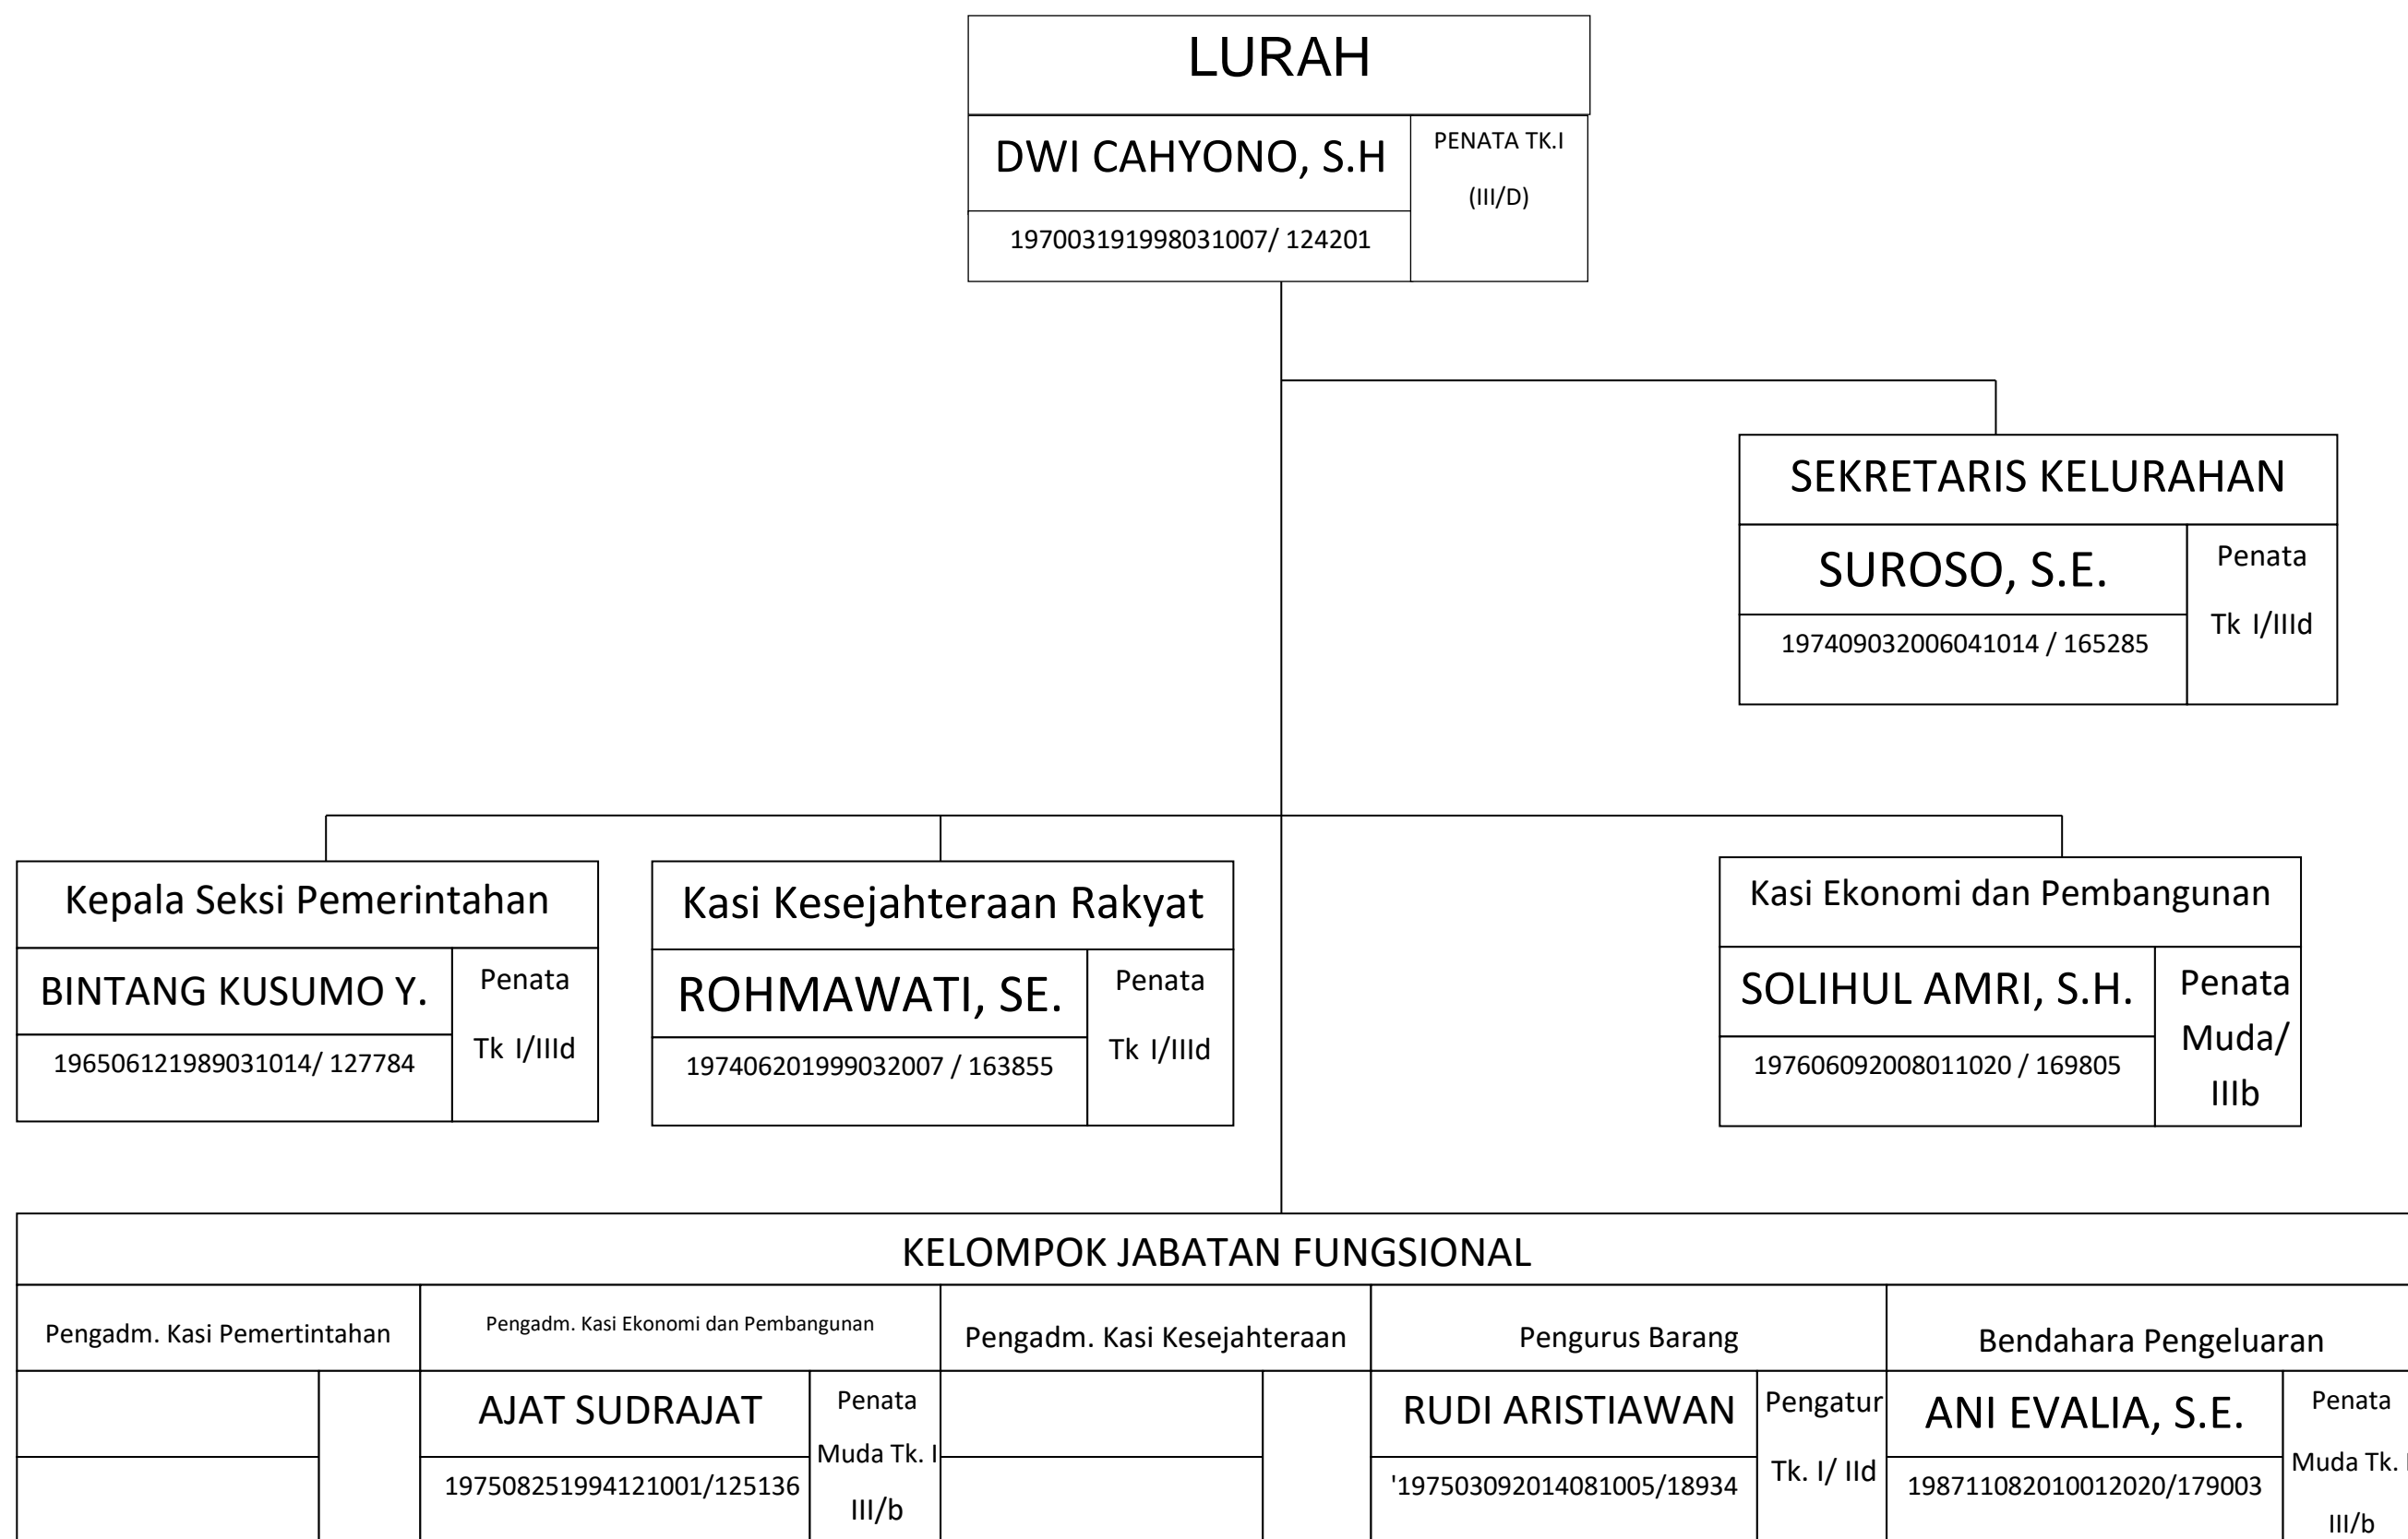 LURAH
DWI CAHYONO, S.H
PENATA TK.I
(III/D)
197003191998031007/ 124201
SEKRETARIS KELURAHAN
SUROSO, S.E.
Penata
Tk I/IIId
197409032006041014 / 165285
Kepala Seksi Pemerintahan
BINTANG KUSUMO Y.
Penata
Tk I/IIId
196506121989031014/ 127784
Kasi Kesejahteraan Rakyat
ROHMAWATI, SE.
Penata
Tk I/IIId
197406201999032007 / 163855
Kasi Ekonomi dan Pembangunan
SOLIHUL AMRI, S.H.
Penata
Muda/
IIIb
197606092008011020 / 169805
KELOMPOK JABATAN FUNGSIONAL
Pengadm. Kasi Pemertintahan
Pengadm. Kasi Ekonomi dan Pembangunan
AJAT SUDRAJAT
Penata
Muda Tk. I
III/b
197508251994121001/125136
Pengadm. Kasi Kesejahteraan
Pengurus Barang
RUDI ARISTIAWAN
Pengatur
Tk. I/ IId
'197503092014081005/18934
Bendahara Pengeluaran
ANI EVALIA, S.E.
Penata
Muda Tk. I
III/b
198711082010012020/179003